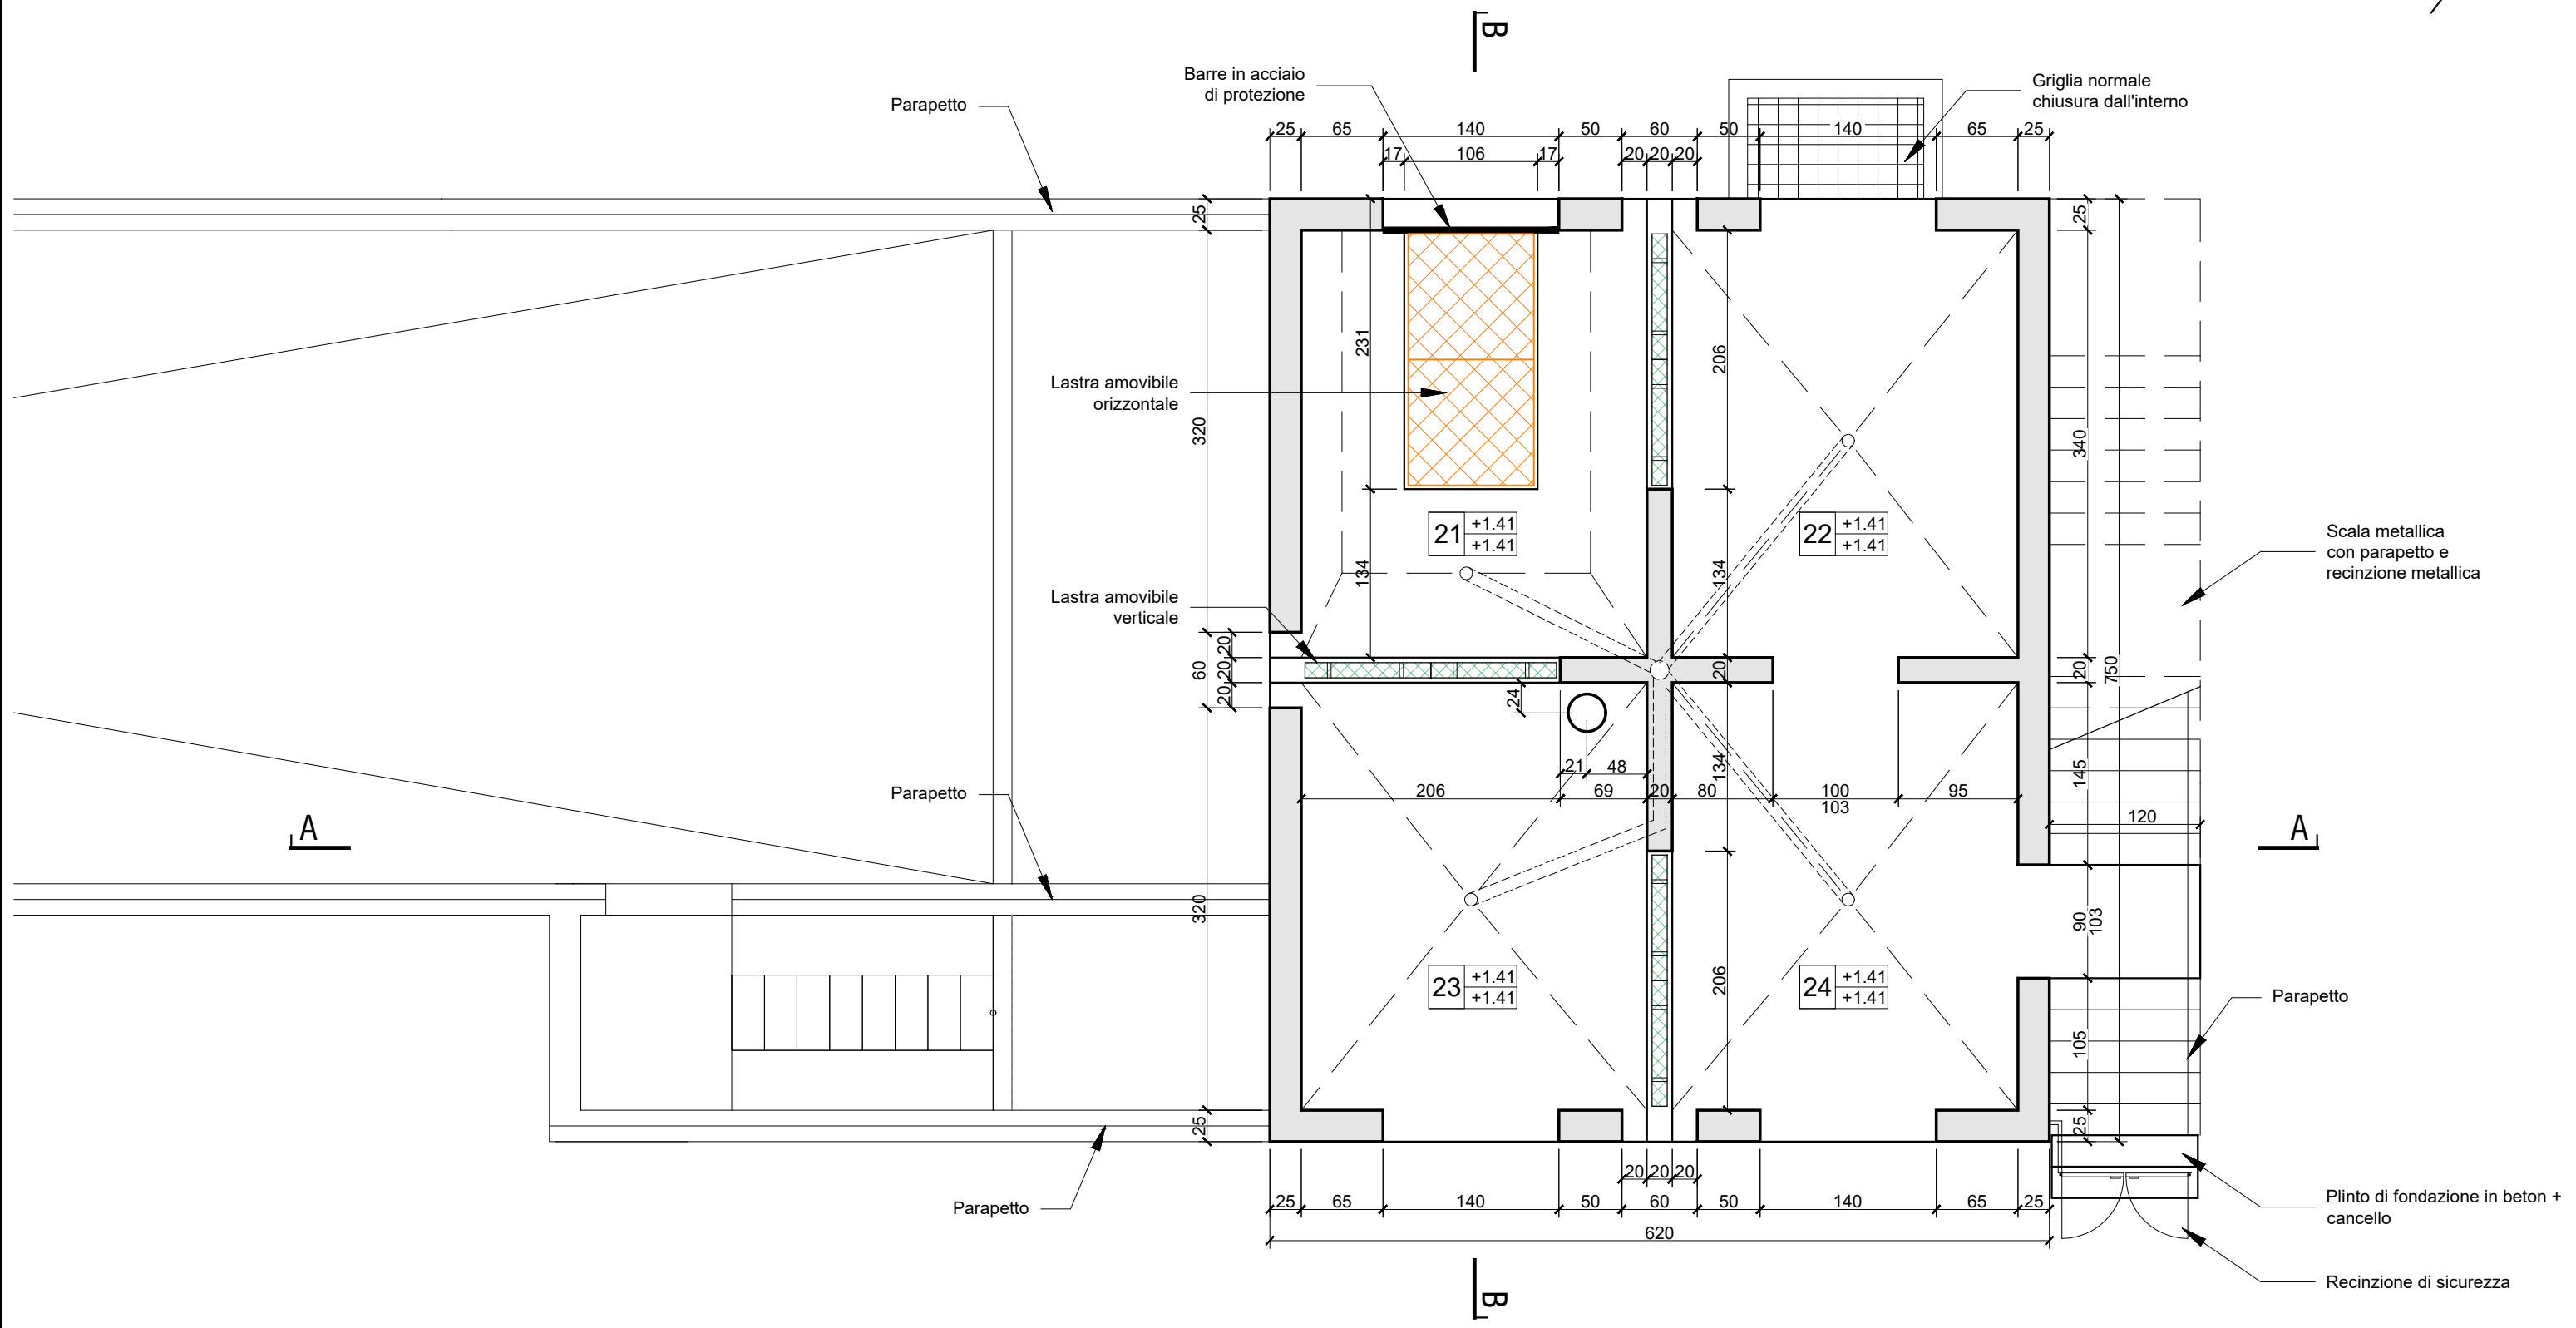 B
Barre in acciaio
di protezione
Griglia normale
chiusura dall'interno
Parapetto
25 65 140 50 60 50 140 65 25
17 106 17 20 20 20
25
25
231
320
206
340
Lastra amovibile
orizzontale
21 +1.41
+1.41
22 +1.41
+1.41
Scala metallica
con parapetto e
recinzione metallica
134
134
Lastra amovibile
verticale
60
20
20
20
20
20
750
24
21 48
134
145
206 69 20 80 100 95
103
Parapetto
120
A
A
320
90
103
23 +1.41
+1.41
206
24 +1.41
+1.41
Parapetto
105
25
25
20 20 20
25 65 140 50 60 50 140 65 25
Parapetto
620
Plinto di fondazione in beton +
cancello
Recinzione di sicurezza
B